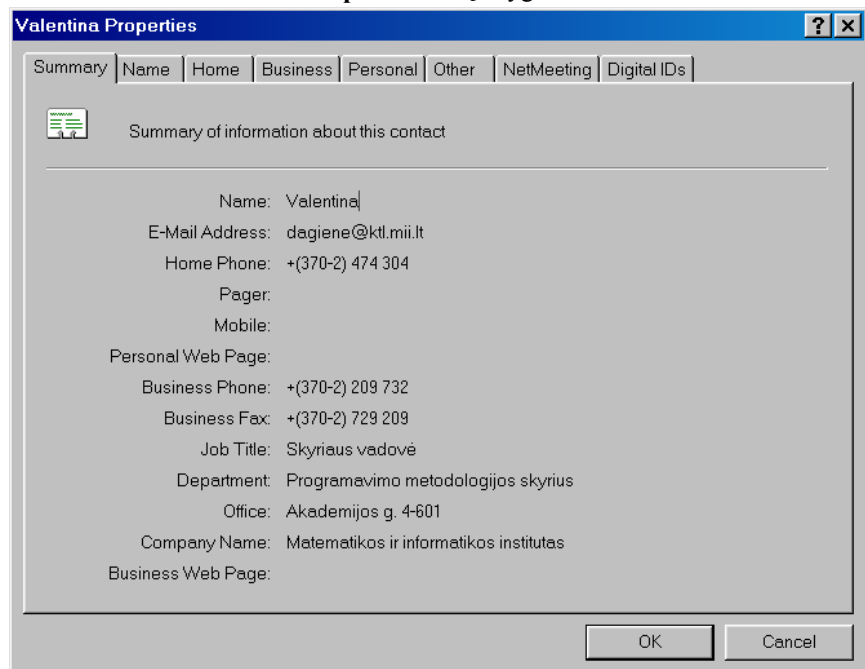 Valentina Properties
Summary Name Home Business Personal Other NetMeeting Digital IDs
Summary of information about this contact
Name: Valentina
E-Mail Address: dagiene@ktl.mii.lt
Home Phone: +(370-2) 474 304
Pager:
Mobile:
Personal Web Page:
Business Phone: +(370-2) 209 732
Business Fax: +(370-2) 729 209
Job Title: Skyriaus vadovė
Department: Programavimo metodologijos skyrius
Office: Akademijos g. 4-601
Company Name: Matematikos ir informatikos institutas
Business Web Page:
OK Cancel